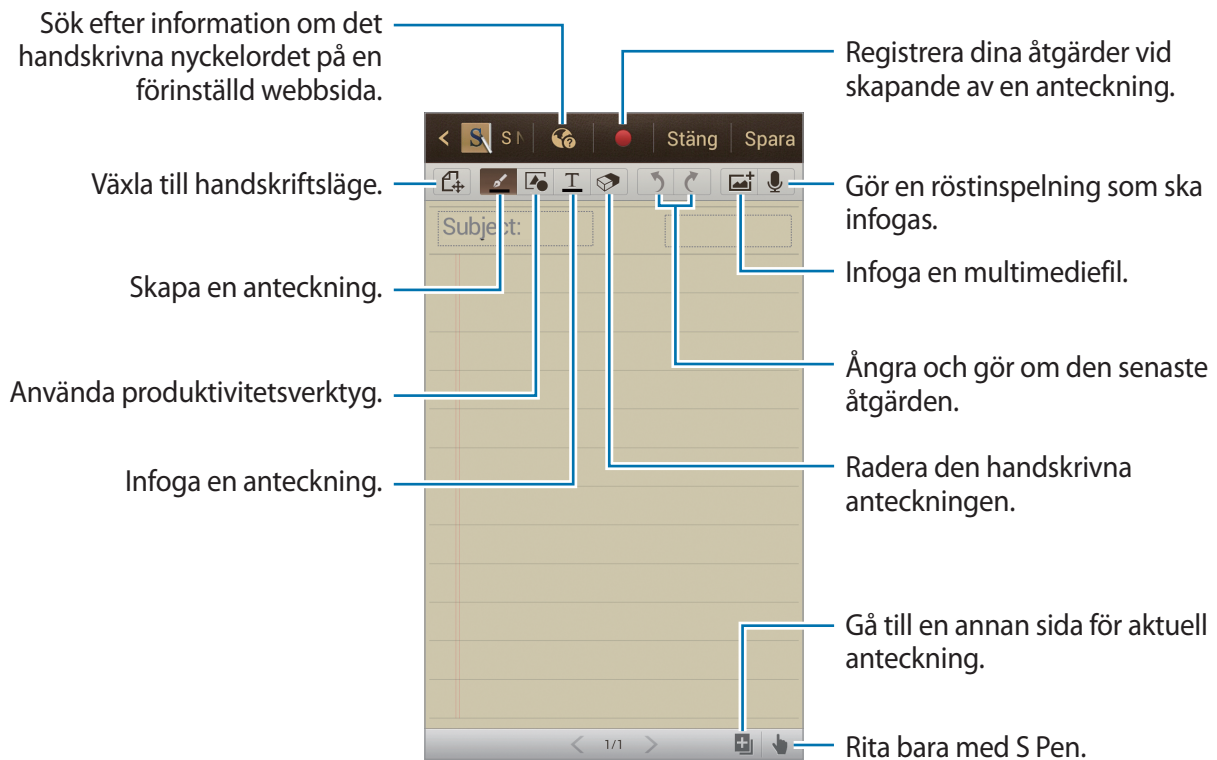 Sök efter information om det
handskrivna nyckelordet på en
förinställd webbsida.
Registrera dina åtgärder vid
skapande av en anteckning.
S
Stäng
Spara
Växla till handskriftsläge.
T
Gör en röstinspelning som ska
infogas.
Subject:
Skapa en anteckning.
Infoga en multimediefil.
Använda produktivitetsverktyg.
Ångra och gör om den senaste
åtgärden.
Infoga en anteckning.
Radera den handskrivna
anteckningen.
Gå till en annan sida för aktuell
anteckning.
1/1
Rita bara med S Pen.